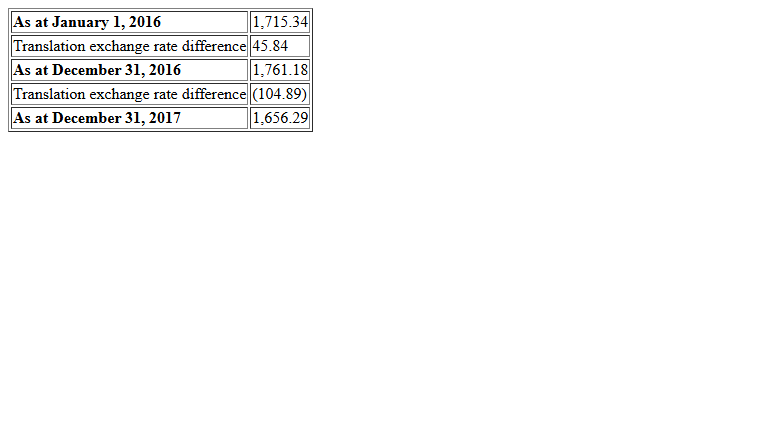 As at January 1, 2016 1,715.34
Translation exchange rate difference 45.84
As at December 31, 2016 1,761.18
Translation exchange rate difference (104.89)
As at December 31, 2017 1,656.29